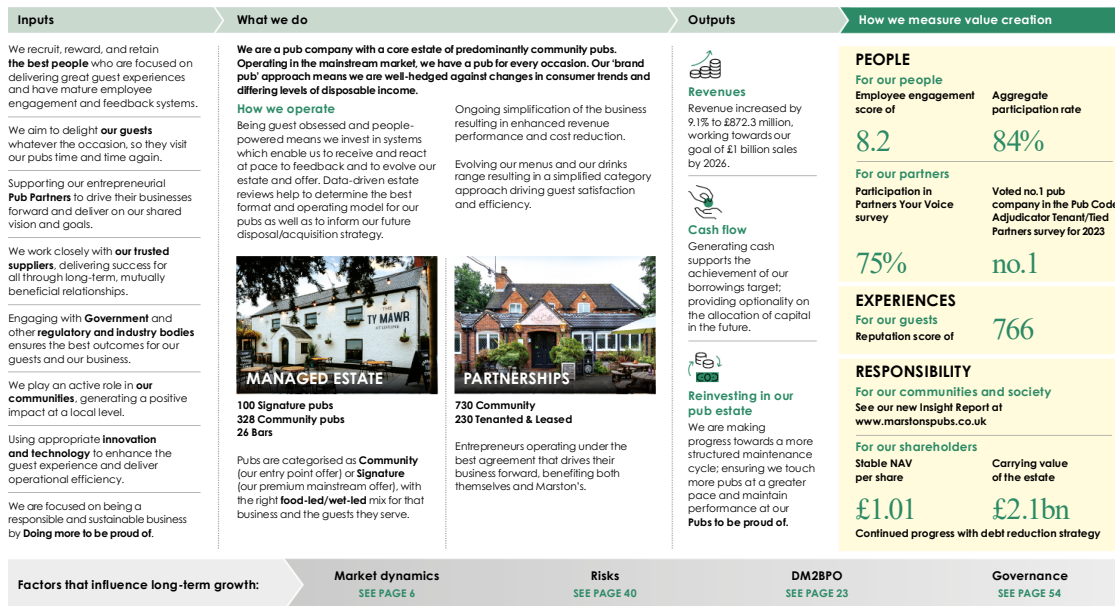 Inputs
We recruit, reward, and retain
the best people who are focused on
delivering great guest experiences
and have mature employee
engagement and feedback systems.
We aim to delight our guests
whatever the occasion, so they visit
our pubs time and time again.
Supporting our entrepreneurial
Pub Partners to drive their businesses
forward and deliver on our shared
vision and goals.
We work closely with our trusted
suppliers, delivering success for
all through long-term, mutually
beneficial relationships.
Engaging with Government and
other regulatory and industry bodies
ensures the best outcomes for our
guests and our business.
We play an active role in our
communities, generating a positive
impact at a local level.
Using appropriate innovation
and technology to enhance the
guest experience and deliver
operational efficiency.
We are focused on being a
responsible and sustainable business
by Doing more to be proud of.
What we do
We are a pub company with a core estate of predominantly community pubs.
Operating in the mainstream market, we have a pub for every occasion. Our ‘brand
pub’ approach means we are well-hedged against changes in consumer trends and
differing levels of disposable income.
How we operate
Being guest obsessed and people-
powered means we invest in systems
which enable us to receive and react
at pace to feedback and to evolve our
estate and offer. Data-driven estate
reviews help to determine the best
format and operating model for our
pubs as well as to inform our future
disposal/acquisition strategy.
Ongoing simplification of the business
resulting in enhanced revenue
performance and cost reduction.
Evolving our menus and our drinks
range resulting in a simplified category
approach driving guest satisfaction
and efficiency.
THE
TY MAWR
MANAGED ESTATE
100 Signature pubs
328 Community pubs
26 Bars
Pubs are categorised as Community
(our entry point offer) or Signature
(our premium mainstream offer), with
the right food-led/wet-led mix for that
business and the guests they serve.
PARTNERSHIPS
730 Community
230 Tenanted & Leased
Entrepreneurs operating under the
best agreement that drives their
business forward, benefiting both
themselves and Marston’s.
Outputs
Revenues
Revenue increased by
9.1% to £872.3 million,
working towards our
goal of £1 billion sales
by 2026.
Cash flow
Generating cash
supports the
achievement of our
borrowings target;
providing optionality on
the allocation of capital
in the future.
Reinvesting in our
pub estate
We are making
progress towards a more
structured maintenance
cycle; ensuring we touch
more pubs at a greater
pace and maintain
performance at our
Pubs to be proud of.
How we measure value creation
PEOPLE
For our people
Employee engagement
score of
8.2
Aggregate
participation rate
84%
For our partners
Participation in
Partners Your Voice
survey
75%
Voted no.1 pub
company in the Pub Code
Adjudicator Tenant/Tied
Partners survey for 2023
no.1
EXPERIENCES
For our guests
Reputation score of
766
RESPONSIBILITY
For our communities and society
See our new Insight Report at
www.marstonspubs.co.uk
For our shareholders
Stable NAV
per share
£1.01
Carrying value
of the estate
£2.1bn
Continued progress with debt reduction strategy
Factors that influence long-term growth:
Market dynamics
SEE PAGE 6
Risks
SEE PAGE 40
DM2BPO
SEE PAGE 23
Governance
SEE PAGE 54